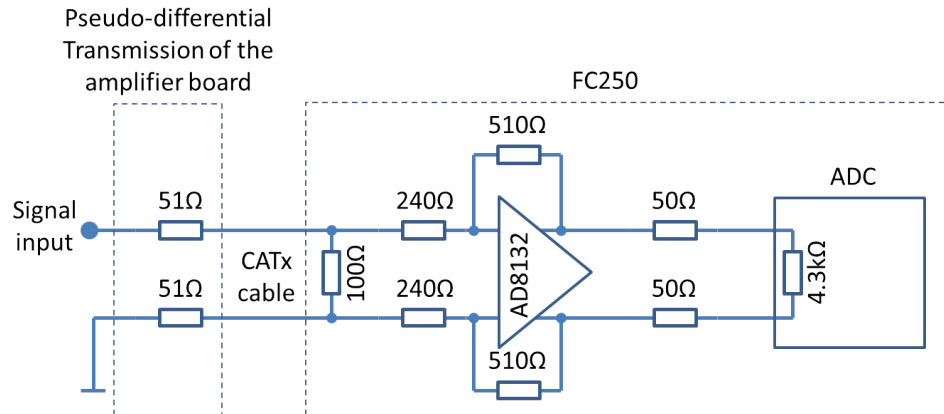 Pseudo-differential
Transmission of the
amplifier board
FC250
510Ω
ADC
51Ω
240Ω
50Ω
Signal
input
CATx
cable
100Ω
AD8132
4.3kΩ
51Ω
240Ω
50Ω
510Ω